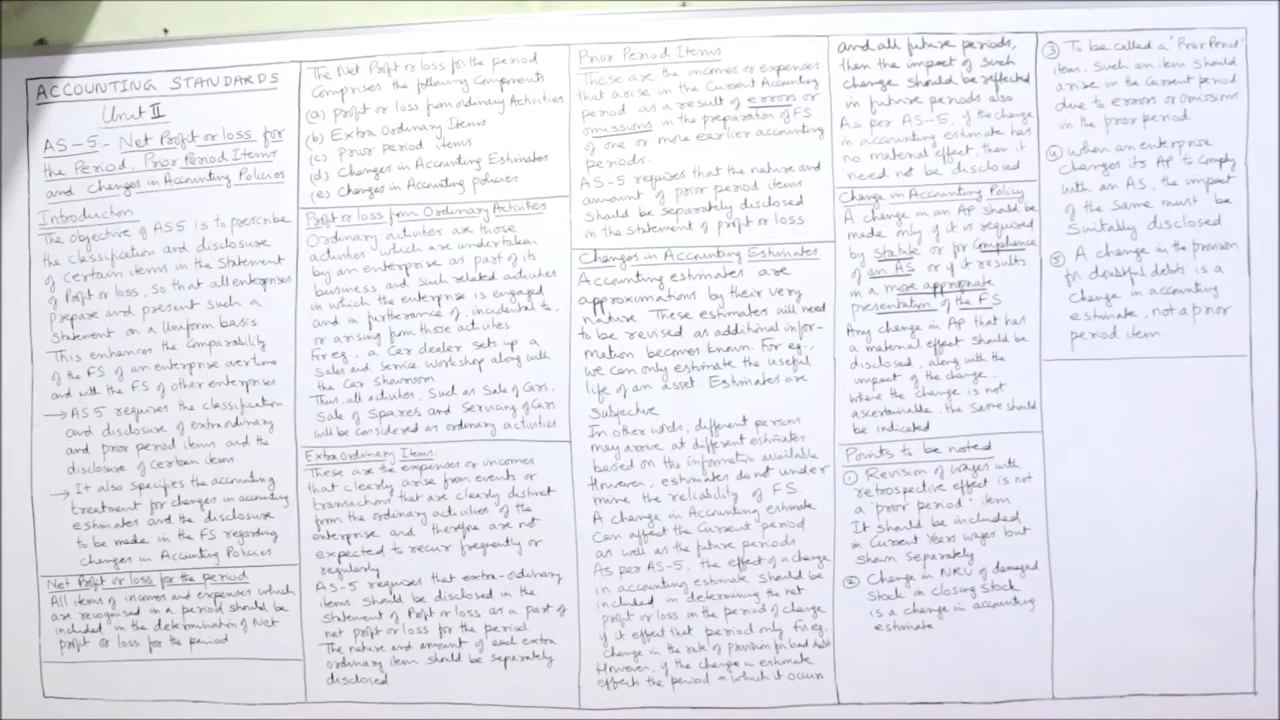 ACCOUNTING STANDARDS
Unit II
AS-5 - Net Profit or loss for
the Period, Prior Period Items
and Changes in Accounting Policies
Introduction
The objective of AS5 is to prescribe
the classification and disclosure
of certain items in the statement
of Profit or loss, so that all enterprises
prepare and present such a
Statement on a Uniform basis.
This enhances the Comparability
of the FS of an enterprise overtime
and with the FS of other enterprises
→ AS 5 requires the classification
and disclosure of extraordinary
and prior period items and the
disclosure of certain items.
→ It also specifies the accounting
treatment for changes in accounting
estimates and the disclosure
to be made in the FS regarding
changes in Accounting Policies
Net Profit or loss for the period
All items of incomes and expenses which
are recognised in a period should be
included in the determination of Net
profit or loss for the period
The Net Profit or loss for the period
Comprises the following Components
(a) Profit or loss from ordinary Activities
(b) Extra Ordinary Items
(c) Prior period items
(d) Changes in Accounting Estimates
(e) Changes in Accounting policies
Profit or loss from Ordinary Activities
Ordinary activities are those
activities which are undertaken
by an enterprise as part of its
business and such related activities
in which the enterprise is engaged
and in furtherance of, incidental to,
or arising from those activities
For eg., a Car dealer sets up a
Sales and Service workshop along with
the Car Showroom
Thus, all activities, Such as Sale of Cars,
Sale of Spares and Servicing of Cars
will be considered as ordinary activities
Extra Ordinary Items:
These are the expenses or incomes
that clearly arise from events or
transactions that are clearly distinct
from the ordinary activities of the
enterprise and therefore are not
expected to recur frequently or
regularly
AS-5 requires that extra-ordinary
items should be disclosed in the
Statement of Profit or loss as a part of
net profit or loss for the period
The nature and amount of each extra
ordinary item should be separately
disclosed
Prior Period Items
These are the incomes or expenses
that arise in the Current Accounting
period as a result of errors or
omissions in the preparation of FS
of one or more earlier accounting
periods.
AS-5 requires that the nature and
amount of prior period items
should be separately disclosed
in the statement of profit or loss
Changes in Accounting Estimates
Accounting estimates are
approximations by their very
nature. These estimates will need
to be revised as additional infor-
mation becomes known. For eg.,
we can only estimate the useful
life of an asset. Estimates are
Subjective
In other words, different persons
may arrive at different estimates
based on the information available
However, estimates do not under
mine the reliability of FS.
A change in Accounting estimate
Can affect the Current period
as well as the future periods
As per AS-5, the effect of a change
in accounting estimate should be
included in determining the net
profit or loss in the period of change
if it effect that period only for eg.
change in the rate of provision for bad debt
However, if the change in estimate
effects the period in which it occurs
and all future periods,
then the impact of such
change should be reflected
in future periods also
As per AS-5, if the change
in accounting estimate has
no material effect, then it
need not be disclosed
Change in Accounting Policy
A change in an AP should be
made only if it is required
by statute or for Compliance
of an AS or if it results
in a more appropriate
presentation of the FS
Any change in AP that has
a material effect should be
disclosed, along with the
impact of the change.
where the change is not
ascertainable, the same should
be indicated
Points to be noted
① Revision of wages with
retrospective effect is not
a "prior period" item
It should be included
in Current Years wages but
shown separately
② Change in NRV of damaged
Stock in closing stock
is a change in accounting
estimate
③ To be called a "Prior Period"
item. Such an item should
arise in the Current period
due to errors or omissions
in the prior period
④ when an enterprise
changes its AP to Comply
with an AS, the impact
of the Same must be
Suitably disclosed
⑤ A change in the provision
for doubtful debts is a
Change in accounting
estimate, not a prior
period item